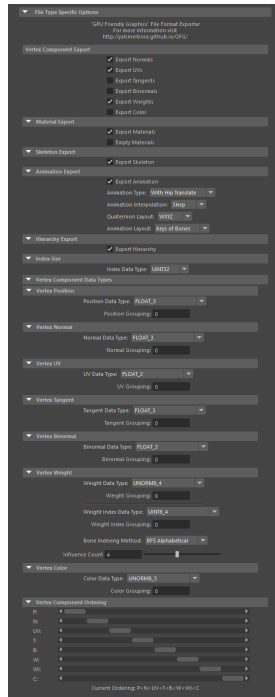 File Type Specific Options
"GPU Friendly Graphics" File Format Exporter
For more information visit
http://yalcinerbora.github.io/GFG/
Vertex Component Export
Export Normals
Export UVs
Export Tangents
Export Binormals
Export Weights
Export Color
Material Export
Export Materials
Empty Materials
Skeleton Export
Export Skeleton
Animation Export
Export Animation
Animation Type: With Hip Translate
Animation Interpolation: Slerp
Quaternion Layout: WXYZ
Animation Layout: Keys of Bones
Hierarchy Export
Export Hierarchy
Index Size
Index Data Type: UINT32
Vertex Component Data Types
Vertex Position
Position Data Type: FLOAT_3
Position Grouping: 0
Vertex Normal
Normal Data Type: FLOAT_3
Normal Grouping: 0
Vertex UV
UV Data Type: FLOAT_2
UV Grouping: 0
Vertex Tangent
Tangent Data Type: FLOAT_3
Tangent Grouping: 0
Vertex Binormal
Binormal Data Type: FLOAT_3
Binormal Grouping: 0
Vertex Weight
Weight Data Type: UNORM8_4
Weight Grouping: 0
Weight Index Data Type: UINT8_4
Weight Index Grouping: 0
Bone Indexing Method: BFS Alphabetical
Influence Count 4
Vertex Color
Color Data Type: UNORM8_3
Color Grouping: 0
Vertex Component Ordering
P:
N:
UV:
T:
B:
W:
WI:
C:
Current Ordering: P<N<UV<T<B<W<WI<C